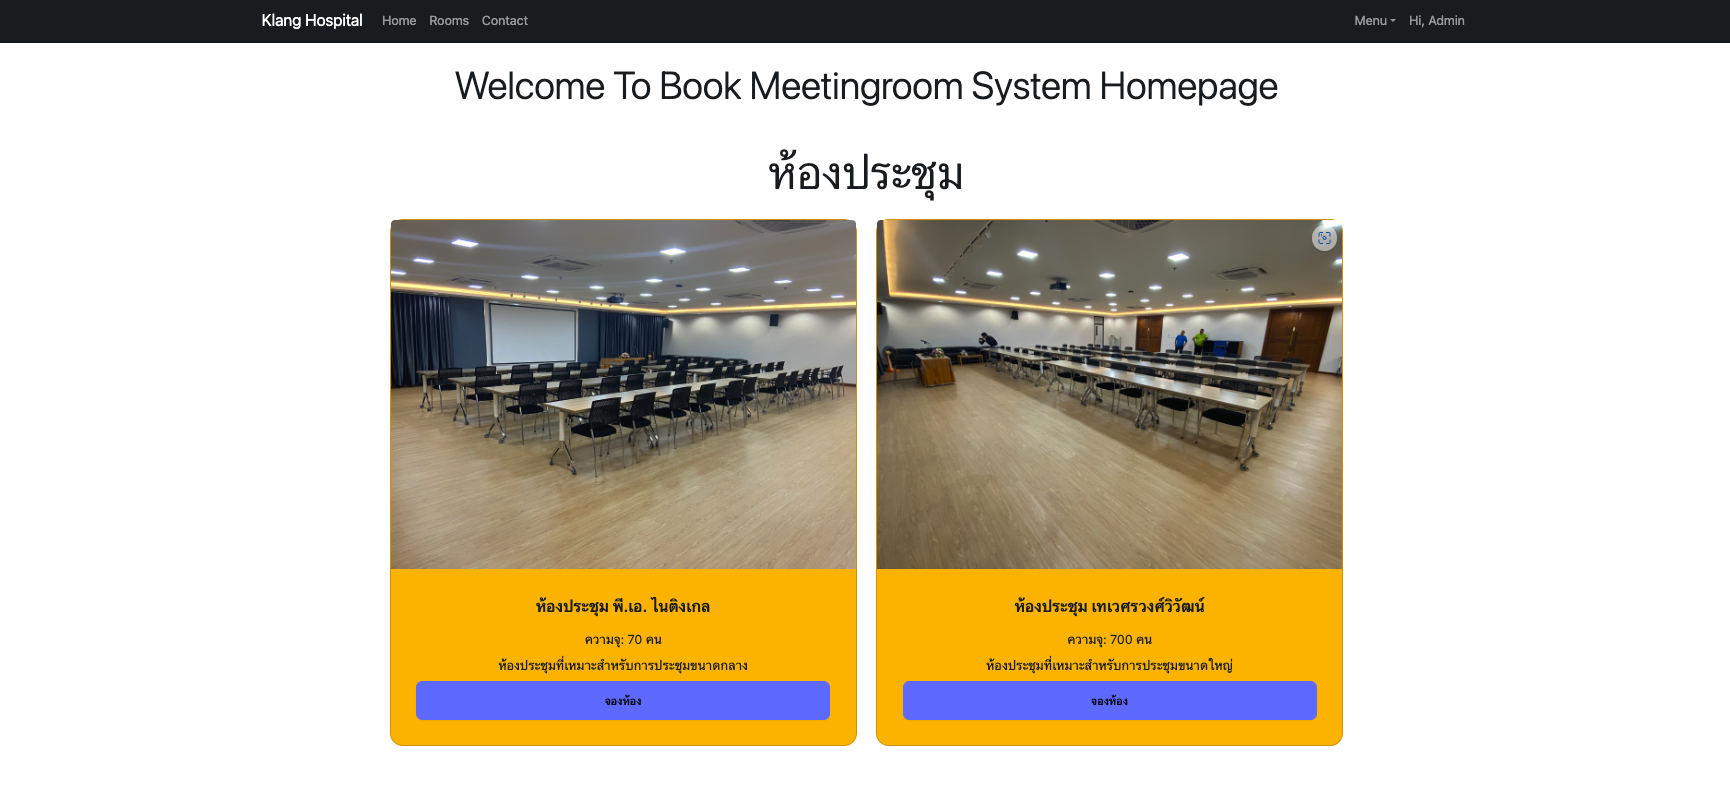 Klang Hospital Home Rooms Contact Menu Hi, Admin
Welcome To Book Meetingroom System Homepage
ห้องประชุม
ห้องประชุม พี.เอ. ไนติงเกล
ความจุ: 70 คน
ห้องประชุมที่เหมาะสำหรับการประชุมขนาดกลาง
จองห้อง
ห้องประชุม เทเวศรวงศ์วิวัฒน์
ความจุ: 700 คน
ห้องประชุมที่เหมาะสำหรับการประชุมขนาดใหญ่
จองห้อง